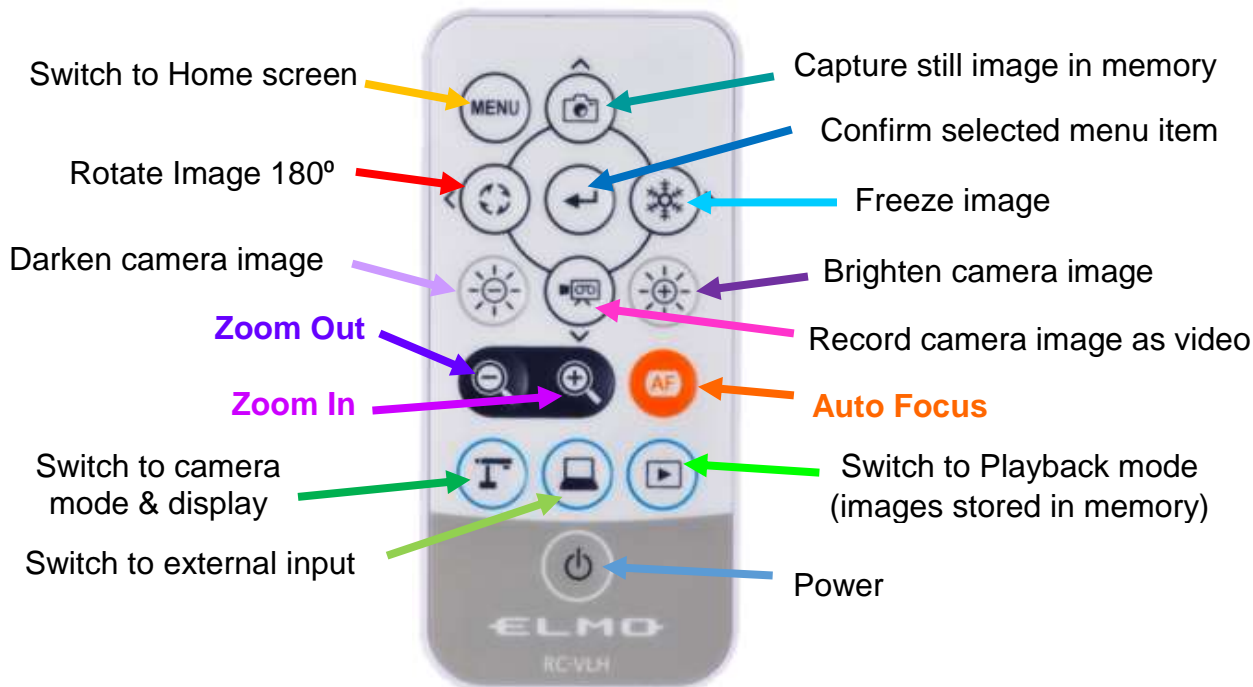 Switch to Home screen
Capture still image in memory
MENU
Confirm selected menu item
Rotate Image 180º
Freeze image
Darken camera image
Brighten camera image
Zoom Out
Record camera image as video
Zoom In
AF
Auto Focus
Switch to camera
mode & display
Switch to Playback mode
(images stored in memory)
Switch to external input
Power
ELMO
RC-VLH